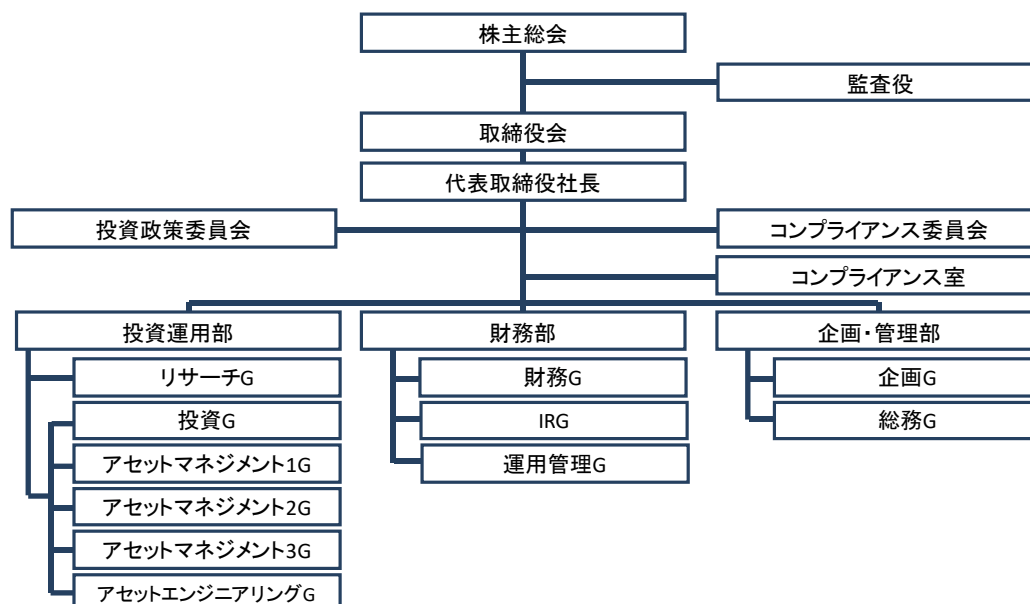 株主総会
監査役
取締役会
代表取締役社長
投資政策委員会
コンプライアンス委員会
コンプライアンス室
投資運用部
リサーチG
投資G
アセットマネジメント1G
アセットマネジメント2G
アセットマネジメント3G
アセットエンジニアリングG
財務部
財務G
IRG
運用管理G
企画・管理部
企画G
総務G